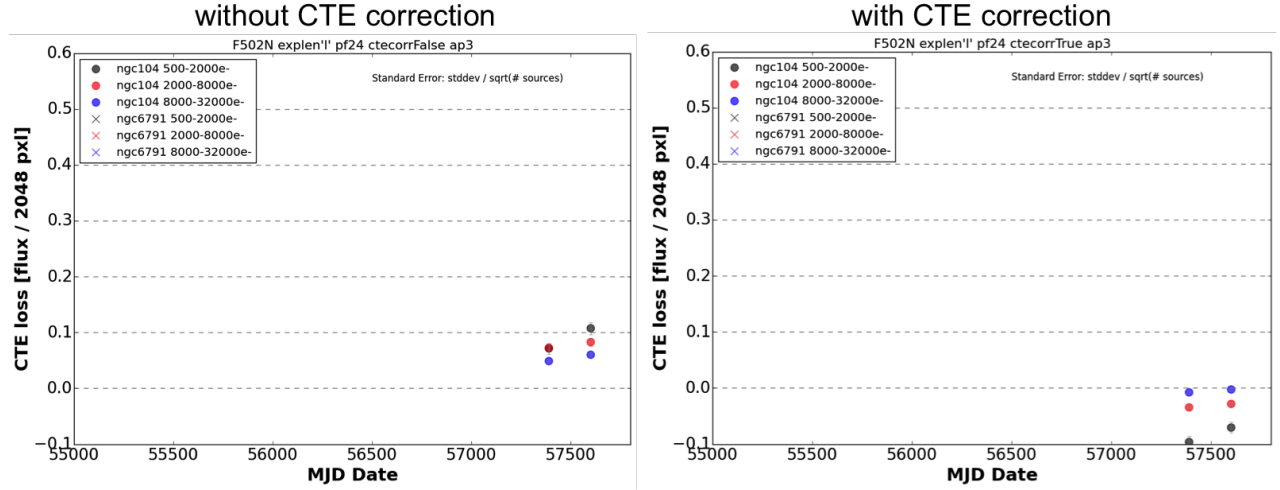 without CTE correction
F502N explen'l' pf24 ctecorrFalse ap3
Standard Error: stddev / sqrt(# sources)
ngc104 500-2000e-
ngc104 2000-8000e-
ngc104 8000-32000e-
ngc6791 500-2000e-
ngc6791 2000-8000e-
ngc6791 8000-32000e-
CTE loss [flux / 2048 pxl]
0.6
0.5
0.4
0.3
0.2
0.1
0.0
−0.1
55000 55500 56000 56500 57000 57500
MJD Date
with CTE correction
F502N explen'l' pf24 ctecorrTrue ap3
Standard Error: stddev / sqrt(# sources)
ngc104 500-2000e-
ngc104 2000-8000e-
ngc104 8000-32000e-
ngc6791 500-2000e-
ngc6791 2000-8000e-
ngc6791 8000-32000e-
CTE loss [flux / 2048 pxl]
0.6
0.5
0.4
0.3
0.2
0.1
0.0
−0.1
55000 55500 56000 56500 57000 57500
MJD Date